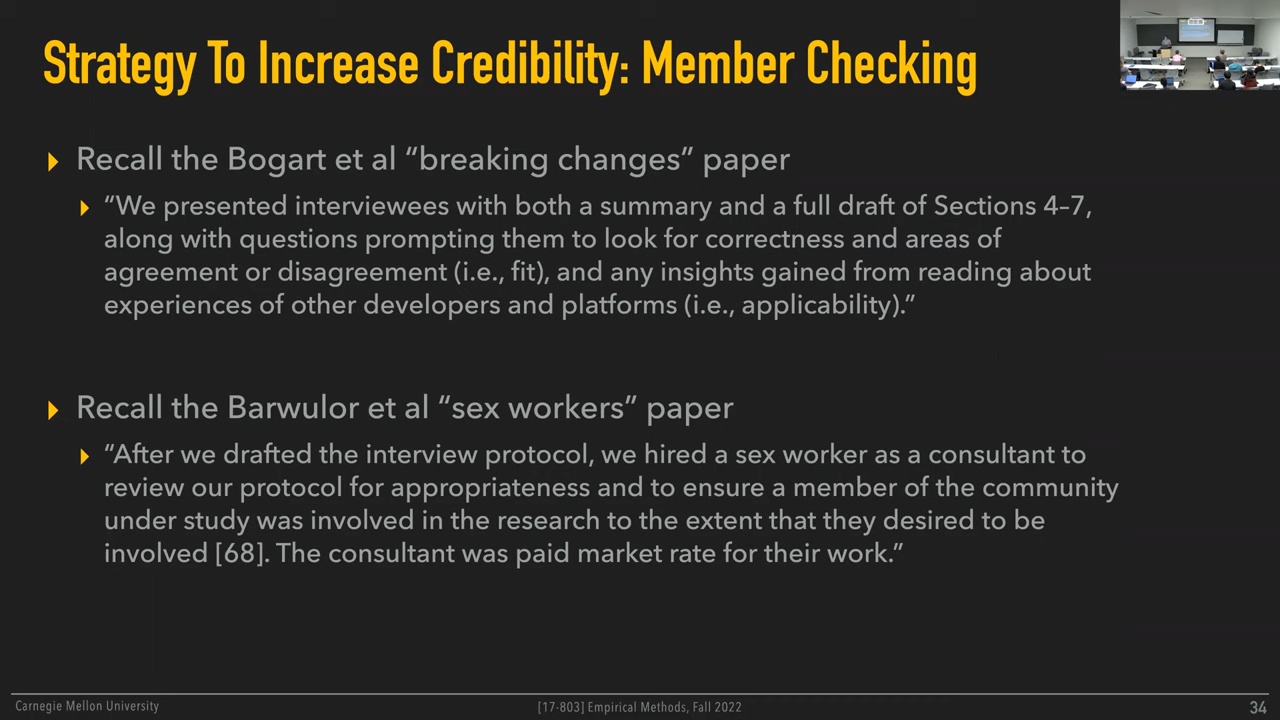 Strategy To Increase Credibility: Member Checking
Recall the Bogart et al “breaking changes” paper
“We presented interviewees with both a summary and a full draft of Sections 4–7,
along with questions prompting them to look for correctness and areas of
agreement or disagreement (i.e., fit), and any insights gained from reading about
experiences of other developers and platforms (i.e., applicability).”
Recall the Barwulor et al “sex workers” paper
“After we drafted the interview protocol, we hired a sex worker as a consultant to
review our protocol for appropriateness and to ensure a member of the community
under study was involved in the research to the extent that they desired to be
involved [68]. The consultant was paid market rate for their work.”
Carnegie Mellon University
[17-803] Empirical Methods, Fall 2022
34